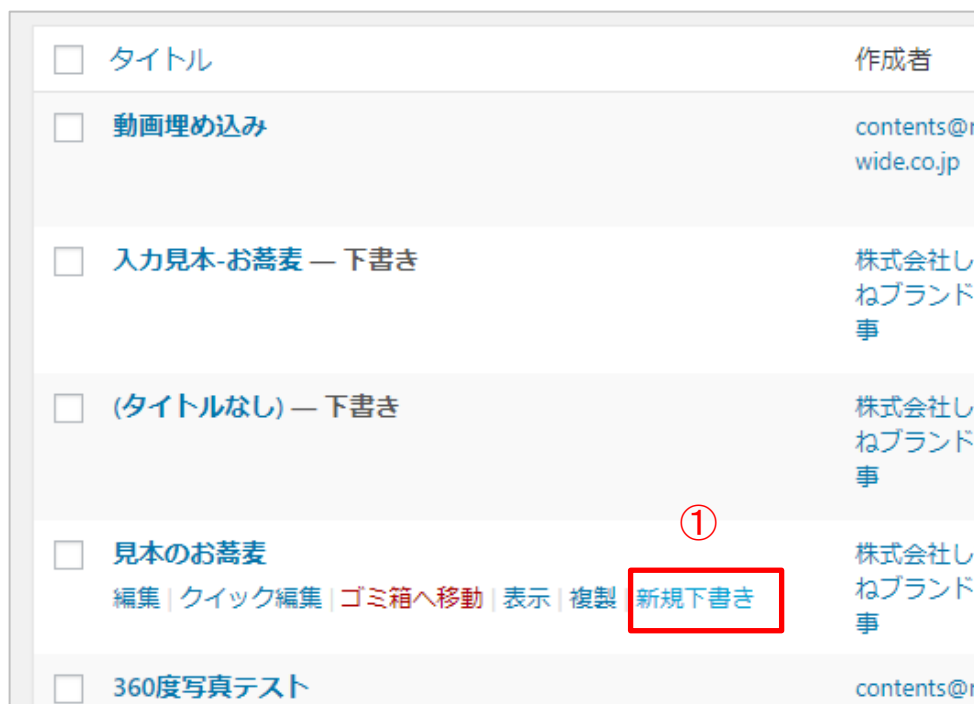 タイトル 作成者
動画埋め込み contents@r
wide.co.jp
入力見本-お蕎麦 — 下書き 株式会社し
ねブランド
事
(タイトルなし) — 下書き 株式会社し
ねブランド
事
①
見本のお蕎麦 株式会社し
編集 | クイック編集 | ゴミ箱へ移動 | 表示 | 複製 | 新規下書き ねブランド
事
360度写真テスト contents@r